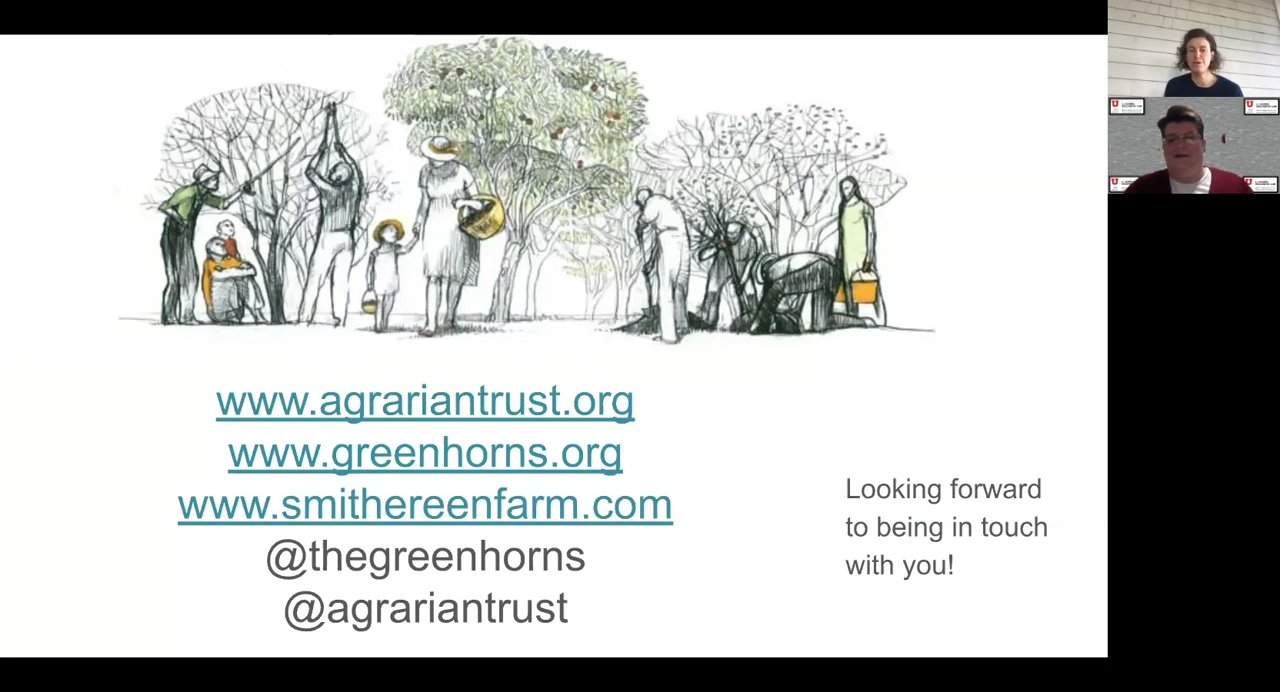 www.agrariantrust.org
www.greenhorns.org
www.smithereenfarm.com
@thegreenhorns
@agrariantrust
Looking forward
to being in touch
with you!